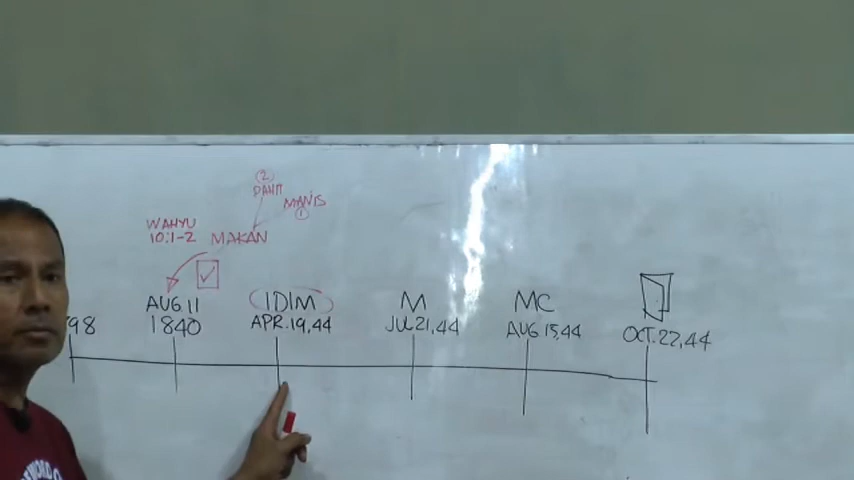 ②
PAHIT
MANIS
①
WAHYU
10:1-2
MAKAN
AUG.11
1840
1DIM
APR.19,44
M
JUL21,44
MC
AUG.15,44
OCT.22,44
98
WORLD